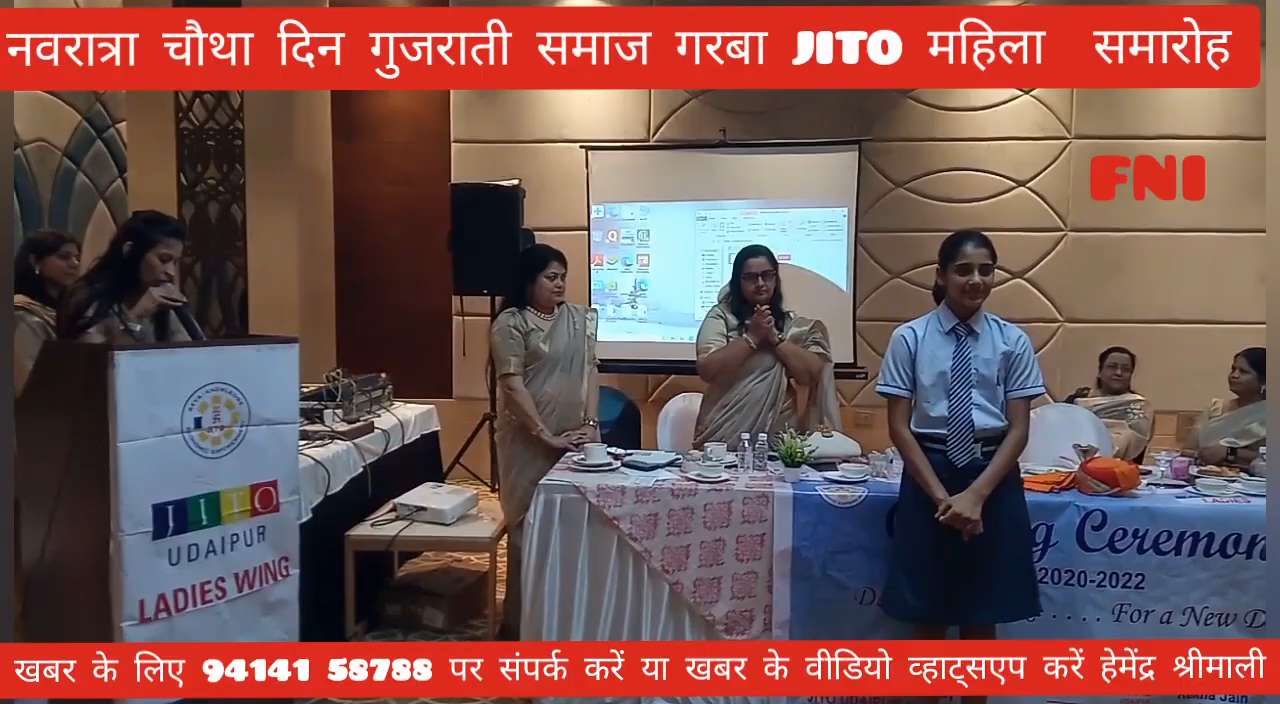 नवरात्रा चौथा दिन गुजराती समाज गरबा JITO महिला समारोह
FNI
JITO
UDAIPUR
LADIES WING
g Ceremon
2020-2022
.... For a New D
खबर के लिए 94141 58788 पर संपर्क करें या खबर के वीडियो व्हाट्सएप करें हेमेंद्र श्रीमाली